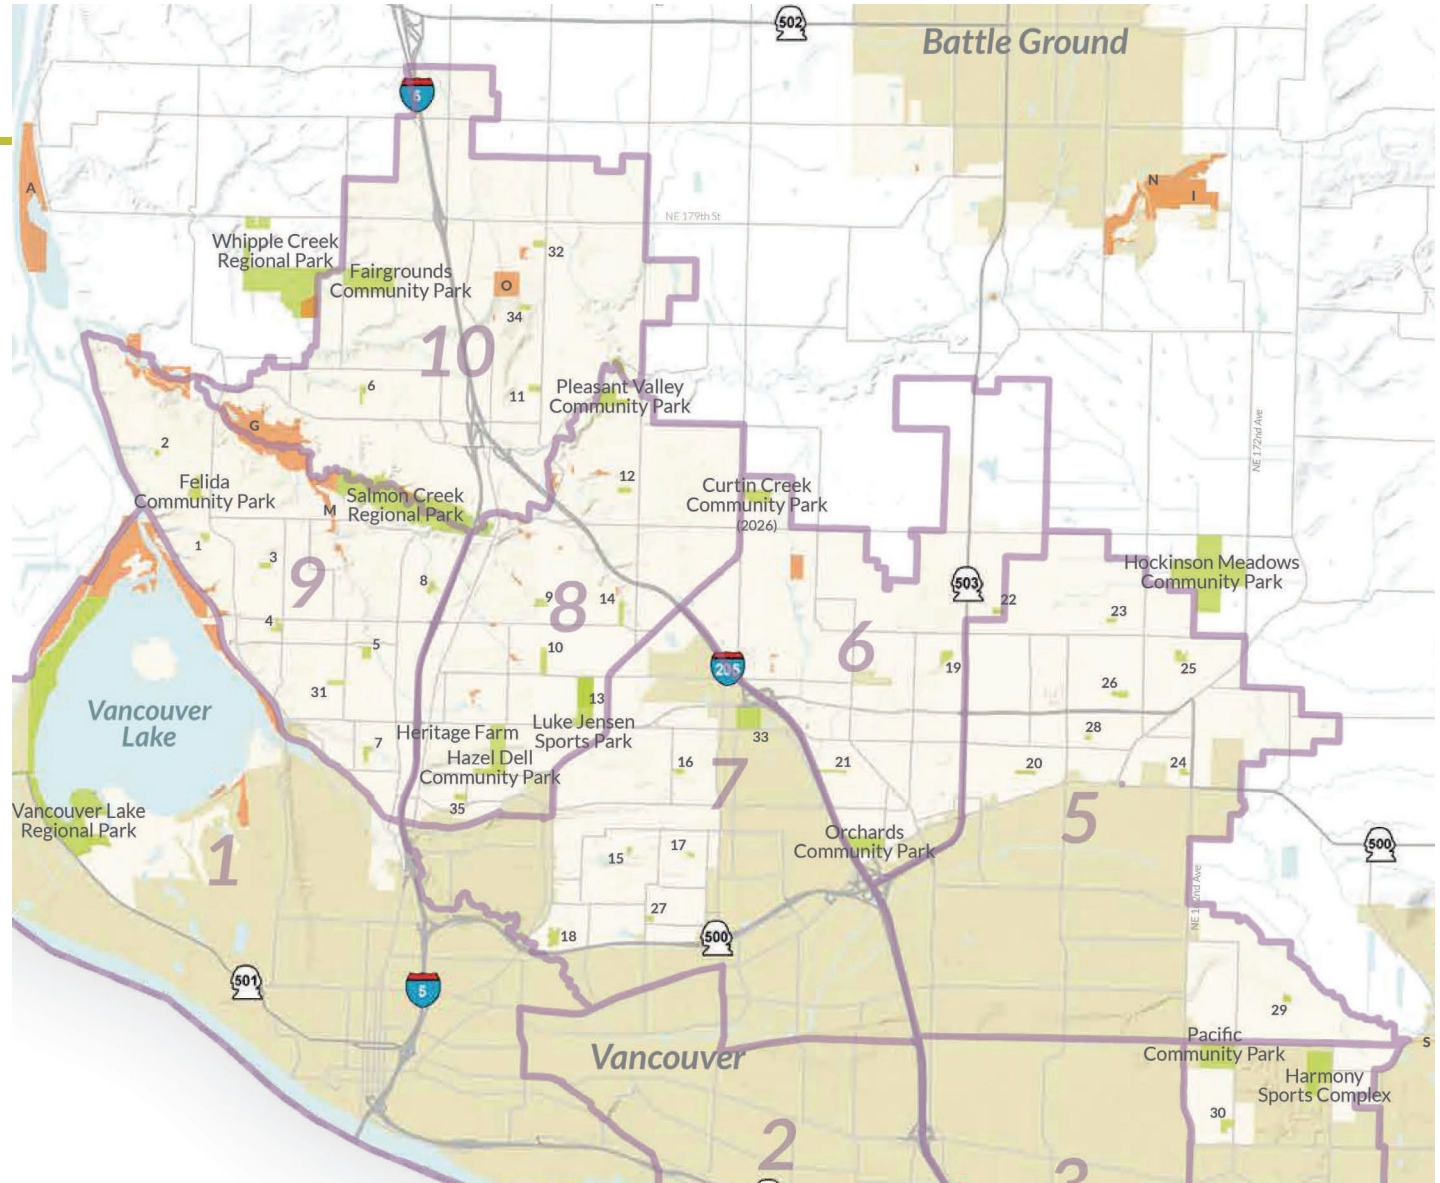 502
Battle Ground
5
A
N
I
NE 179th St
Whipple Creek
Regional Park
32
Fairgrounds
Community Park
O
34
10
6
11
Pleasant Valley
Community Park
G
2
NE 172nd Ave
12
Felida
Community Park
Salmon Creek
Regional Park
M
Curtin Creek
Community Park
(2026)
1
3
9
8
8
9
14
503
22
Hockinson Meadows
Community Park
23
4
5
10
6
205
19
25
26
31
13
Vancouver
Lake
Heritage Farm
Luke Jensen
Sports Park
33
28
7
Hazel Dell
Community Park
16
7
21
20
24
35
Vancouver Lake
Regional Park
5
1
Orchards
Community Park
500
15
17
27
18
500
501
5
29
Pacific
Community Park
S
Vancouver
Harmony
Sports Complex
30
2
3